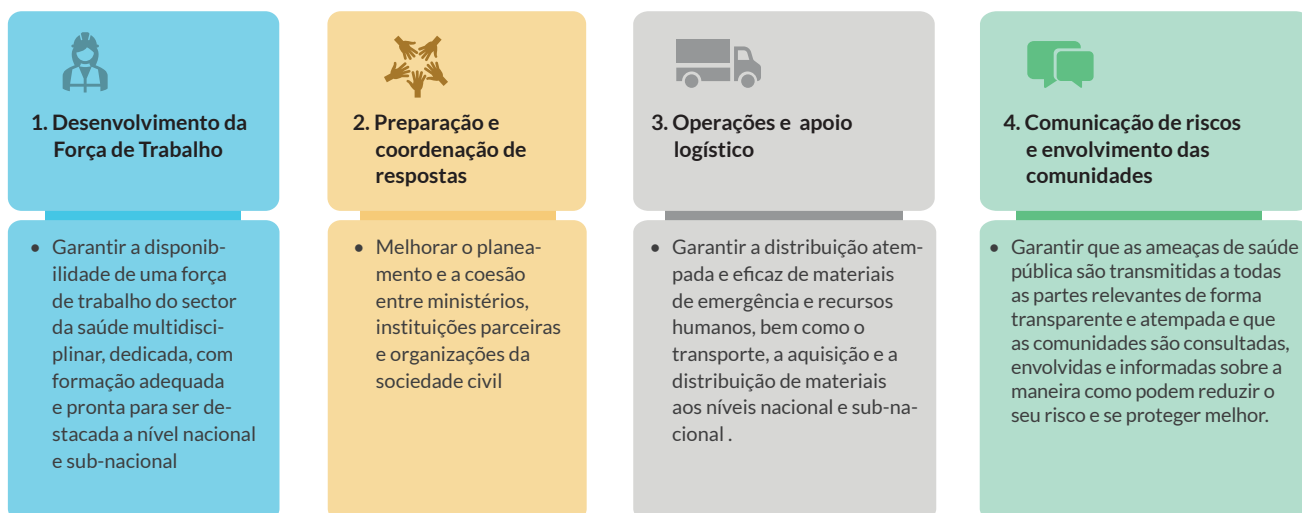 1. Desenvolvimento da
Força de Trabalho
• Garantir a disponib-
ilidade de uma força
de trabalho do sector
da saúde multidisci-
plinar, dedicada, com
formação adequada
e pronta para ser de-
stacada a nível nacional
e sub-nacional
2. Preparação e
coordenação de
respostas
• Melhorar o planea-
mento e a coesão
entre ministérios,
instituições parceiras
e organizações da
sociedade civil
3. Operações e apoio
logístico
• Garantir a distribuição atem-
pada e eficaz de materiais
de emergência e recursos
humanos, bem como o
transporte, a aquisição e a
distribuição de materiais
aos níveis nacional e sub-na-
cional .
4. Comunicação de riscos
e envolvimento das
comunidades
• Garantir que as ameaças de saúde
pública são transmitidas a todas
as partes relevantes de forma
transparente e atempada e que
as comunidades são consultadas,
envolvidas e informadas sobre a
maneira como podem reduzir o
seu risco e se proteger melhor.